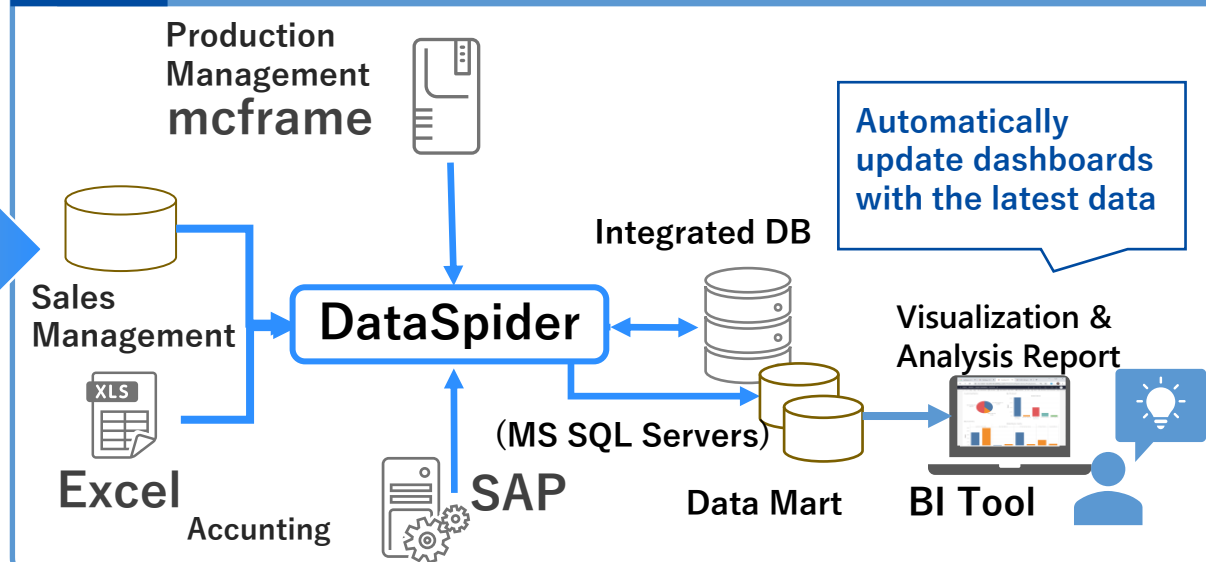 Production
Management
mcframe
Automatically
update dashboards
with the latest data
Integrated DB
Sales
Management
DataSpider
Visualization &
Analysis Report
XLS
Excel
(MS SQL Servers)
SAP
Accunting
Data Mart
BI Tool